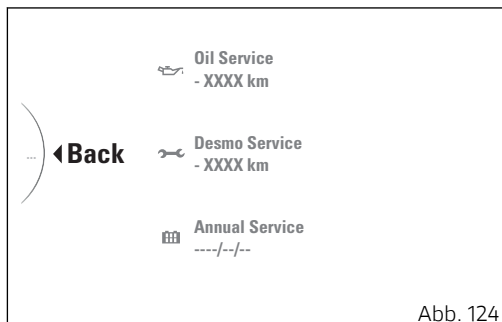 Oil Service
- XXXX km
...
Back
Desmo Service
- XXXX km
Annual Service
----/--/--
Abb. 124